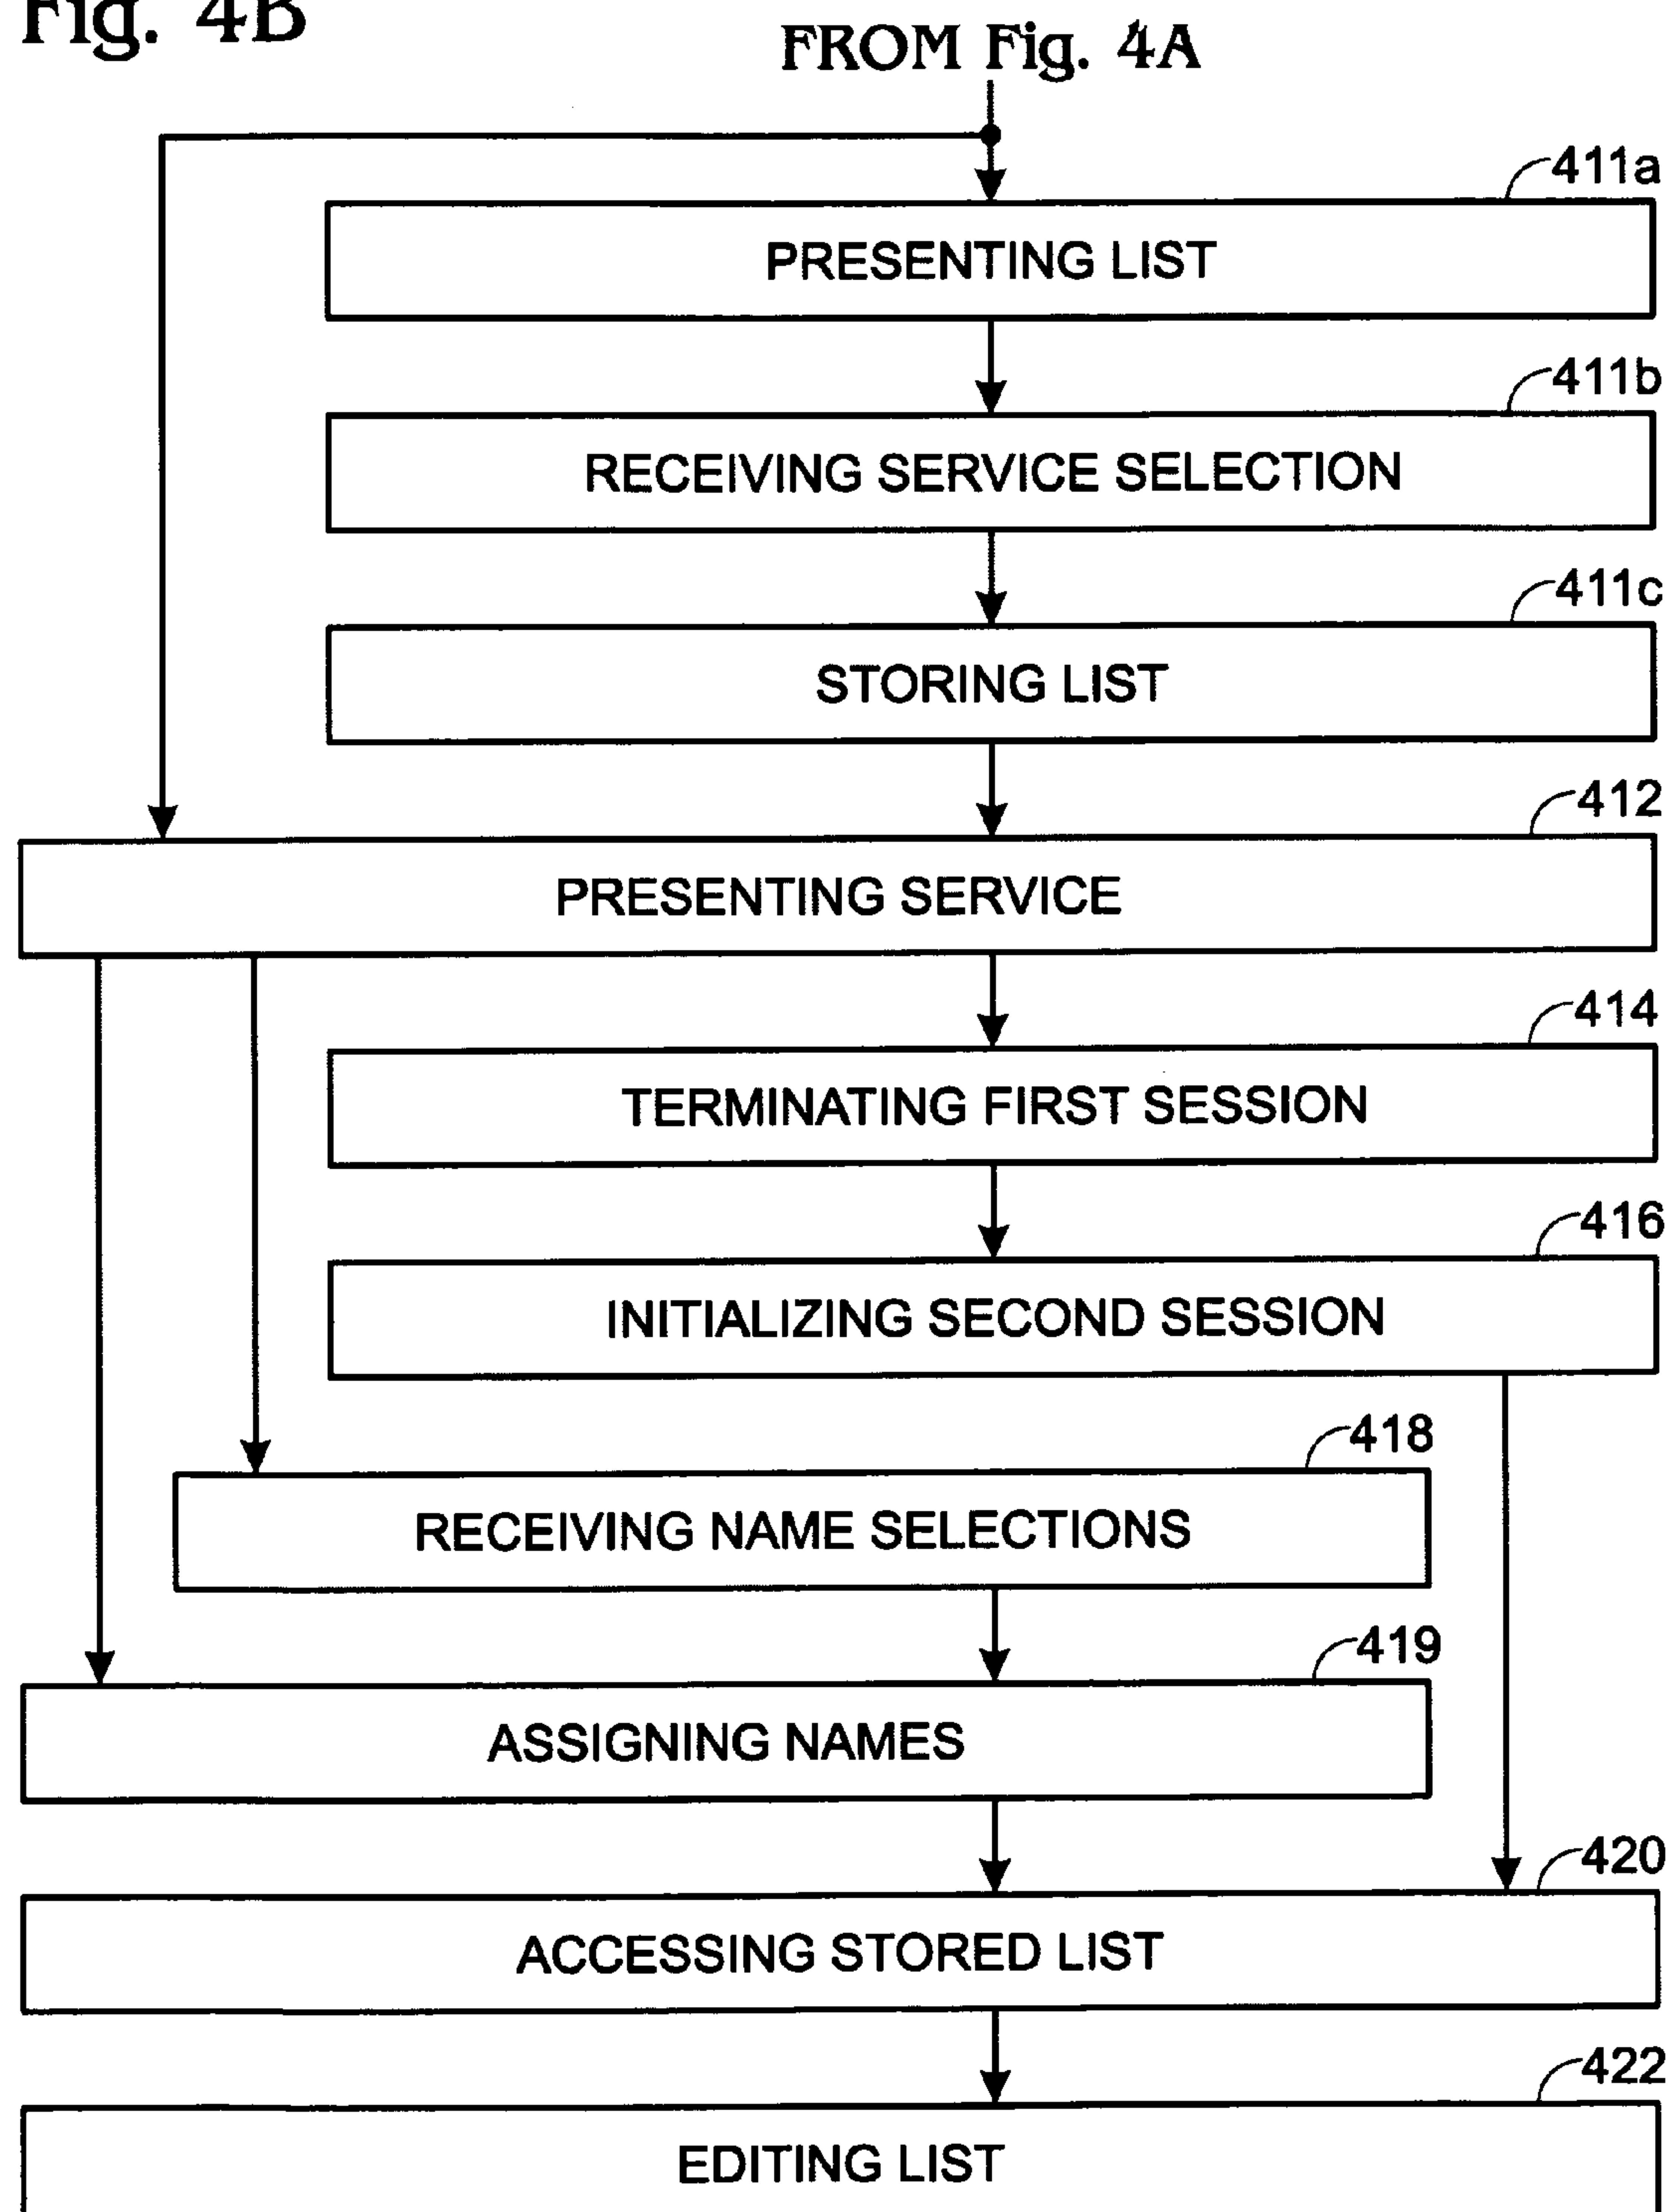 Fig. 4B
FROM Fig. 4A
411a
PRESENTING LIST
411b
RECEIVING SERVICE SELECTION
411c
STORING LIST
412
PRESENTING SERVICE
414
TERMINATING FIRST SESSION
416
INITIALIZING SECOND SESSION
418
RECEIVING NAME SELECTIONS
419
ASSIGNING NAMES
420
ACCESSING STORED LIST
422
EDITING LIST